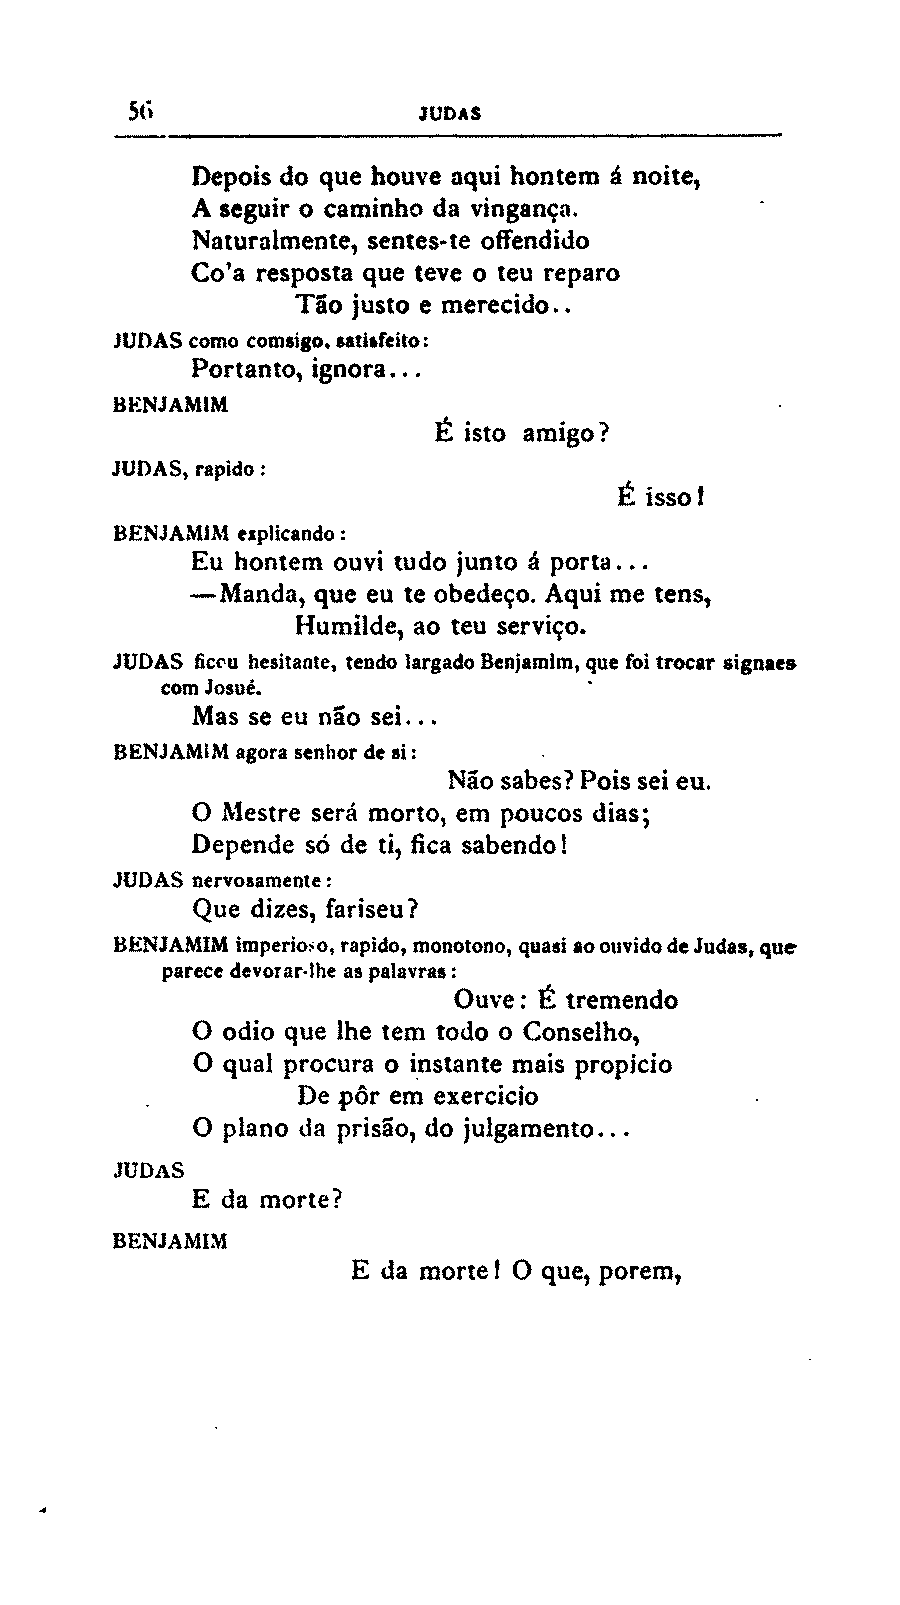 56 JUDAS
Depois do que houve aqui hontem á noite,
A seguir o caminho da vingança.
Naturalmente, sentes-te offendido
Co'a resposta que teve o teu reparo
Tão justo e merecido..
JUDAS como comsigo, satisfeito:
Portanto, ignora...
BENJAMIM
É isto amigo?
JUDAS, rapido:
É isso!
BENJAMIM explicando:
Eu hontem ouvi tudo junto á porta...
—Manda, que eu te obedeço. Aqui me tens,
Humilde, ao teu serviço.
JUDAS ficou hesitante, tendo largado Benjamim, que foi trocar signaes
com Josué.
Mas se eu não sei...
BENJAMIM agora senhor de si:
Não sabes? Pois sei eu.
O Mestre será morto, em poucos dias;
Depende só de ti, fica sabendo!
JUDAS nervosamente:
Que dizes, fariseu?
BENJAMIM imperioso, rapido, monotono, quasi ao ouvido de Judas, que
parece devorar-lhe as palavras:
Ouve: É tremendo
O odio que lhe tem todo o Conselho,
O qual procura o instante mais propicio
De pôr em exercicio
O plano da prisão, do julgamento...
JUDAS
E da morte?
BENJAMIM
E da morte! O que, porem,